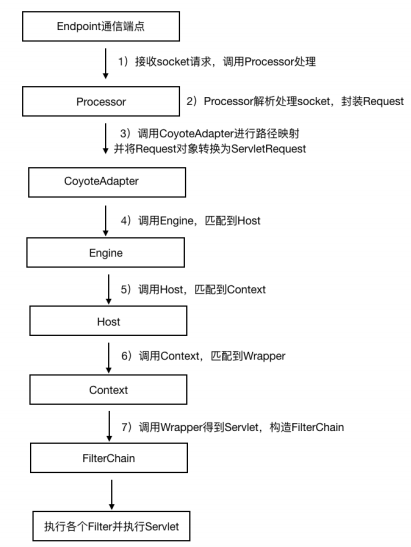 Endpoint通信端点
1）接收socket请求，调用Processor处理
Processor
2）Processor解析处理socket，封装Request
3）调用CoyoteAdapter进行路径映射
并将Request对象转换为ServletRequest
CoyoteAdapter
4）调用Engine，匹配到Host
Engine
5）调用Host，匹配到Context
Host
6）调用Context，匹配到Wrapper
Context
7）调用Wrapper得到Servlet，构造FilterChain
FilterChain
执行各个Filter并执行Servlet